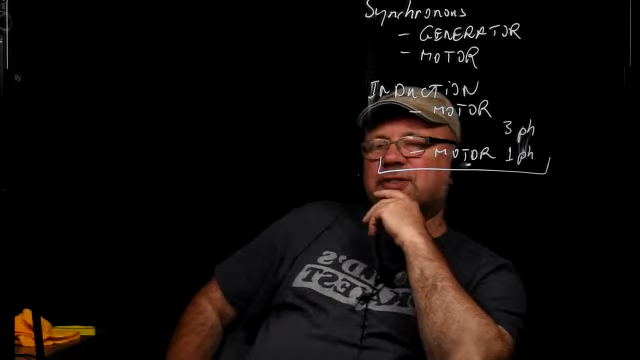 Synchronous
- GENERATOR
- MOTOR
INDUCTION
- MOTOR
3 ph
- MOTOR 1 ph